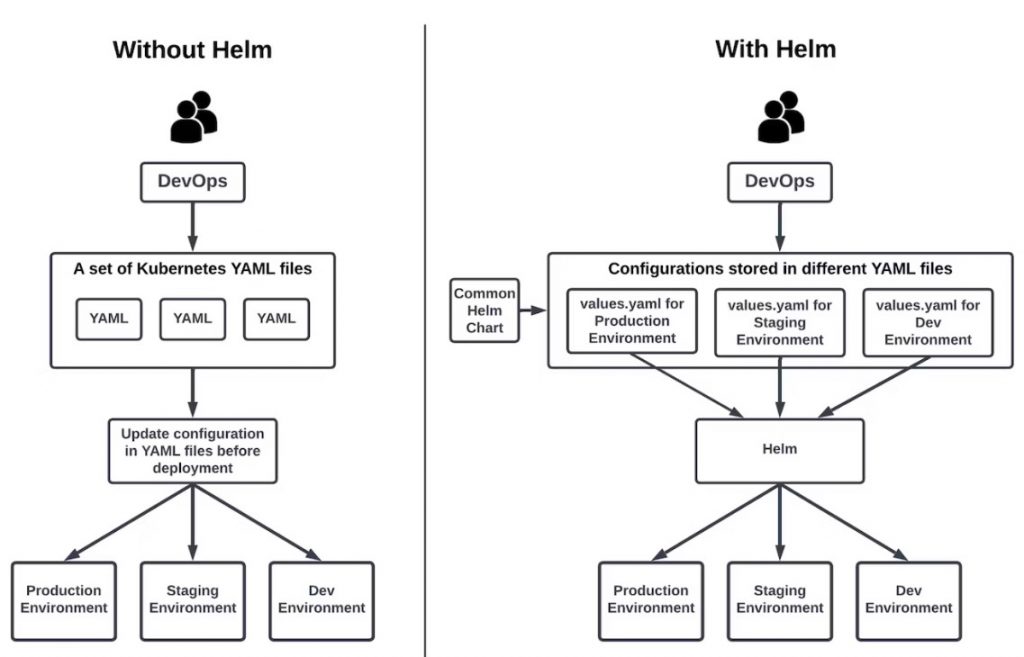 Without Helm
DevOps
A set of Kubernetes YAML files
YAML
YAML
YAML
Update configuration
in YAML files before
deployment
Production
Environment
Staging
Environment
Dev
Environment
With Helm
DevOps
Common
Helm
Chart
Configurations stored in different YAML files
values.yaml for
Production
Environment
values.yaml for
Staging
Environment
values.yaml for
Dev
Environment
Helm
Production
Environment
Staging
Environment
Dev
Environment